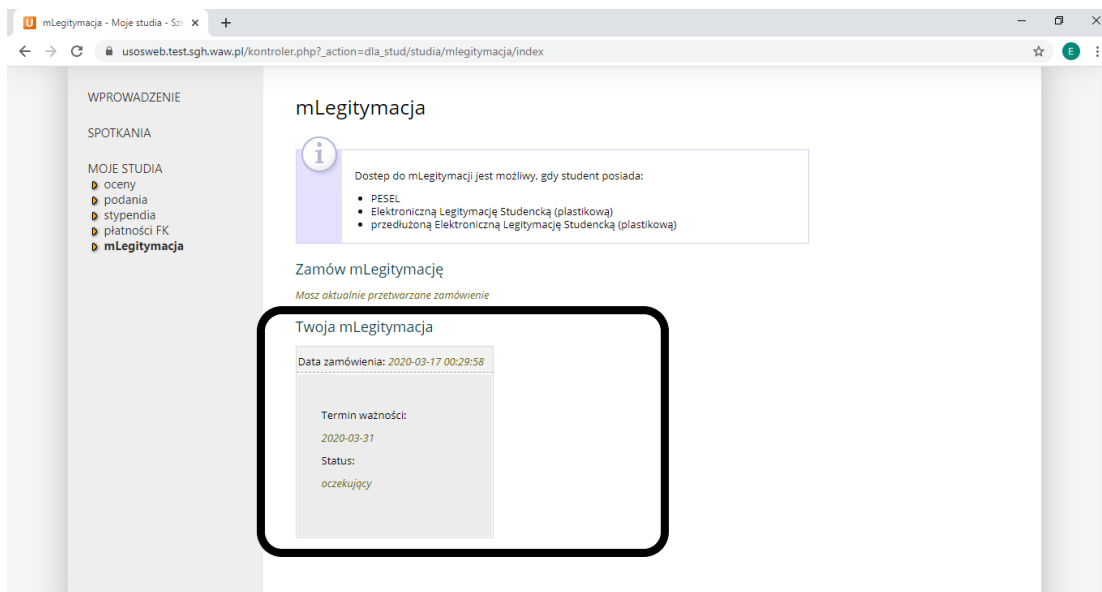 mLegitymacja - Moje studia - Szk
usosweb.test.sgh.waw.pl/kontroler.php?_action=dla_stud/studia/mlegitymacja/index
E
WPROWADZENIE
SPOTKANIA
MOJE STUDIA
oceny
podania
stypendia
płatności FK
mLegitymacja
mLegitymacja
Dostep do mLegitymacji jest możliwy, gdy student posiada:
PESEL
Elektroniczną Legitymację Studencką (plastikową)
przedłużoną Elektroniczną Legitymację Studencką (plastikową)
Zamów mLegitymację
Masz aktualnie przetwarzane zamówienie
Twoja mLegitymacja
Data zamówienia: 2020-03-17 00:29:58
Termin ważności:
2020-03-31
Status:
oczekujący